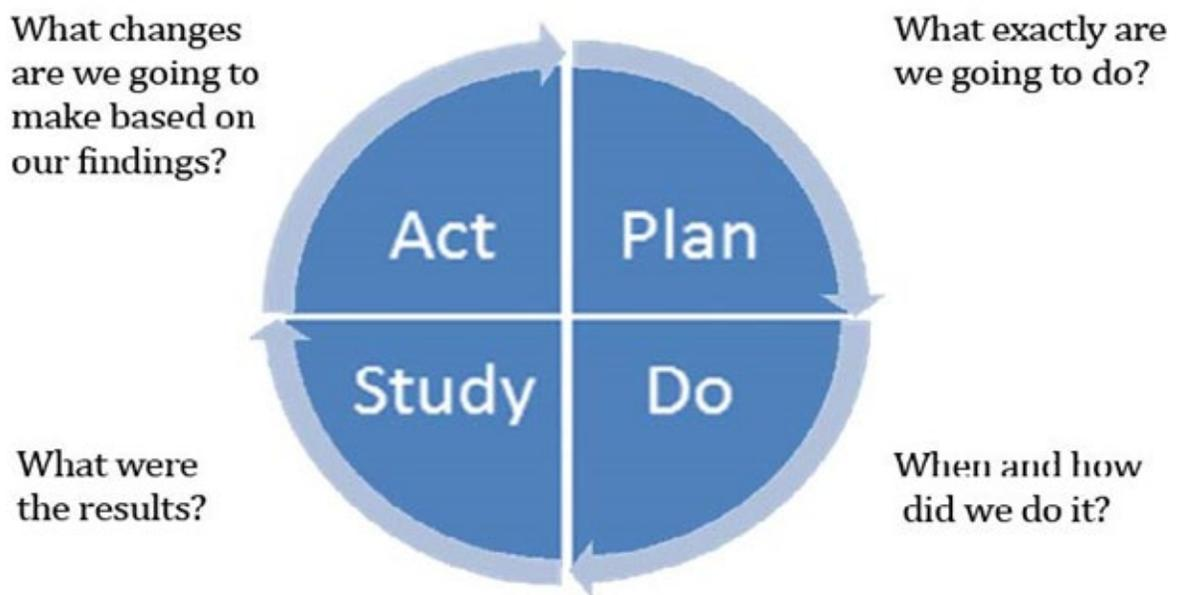 What changes
are we going to
make based on
our findings?
What exactly are
we going to do?
Act
Plan
Study
Do
What were
the results?
When and how
did we do it?